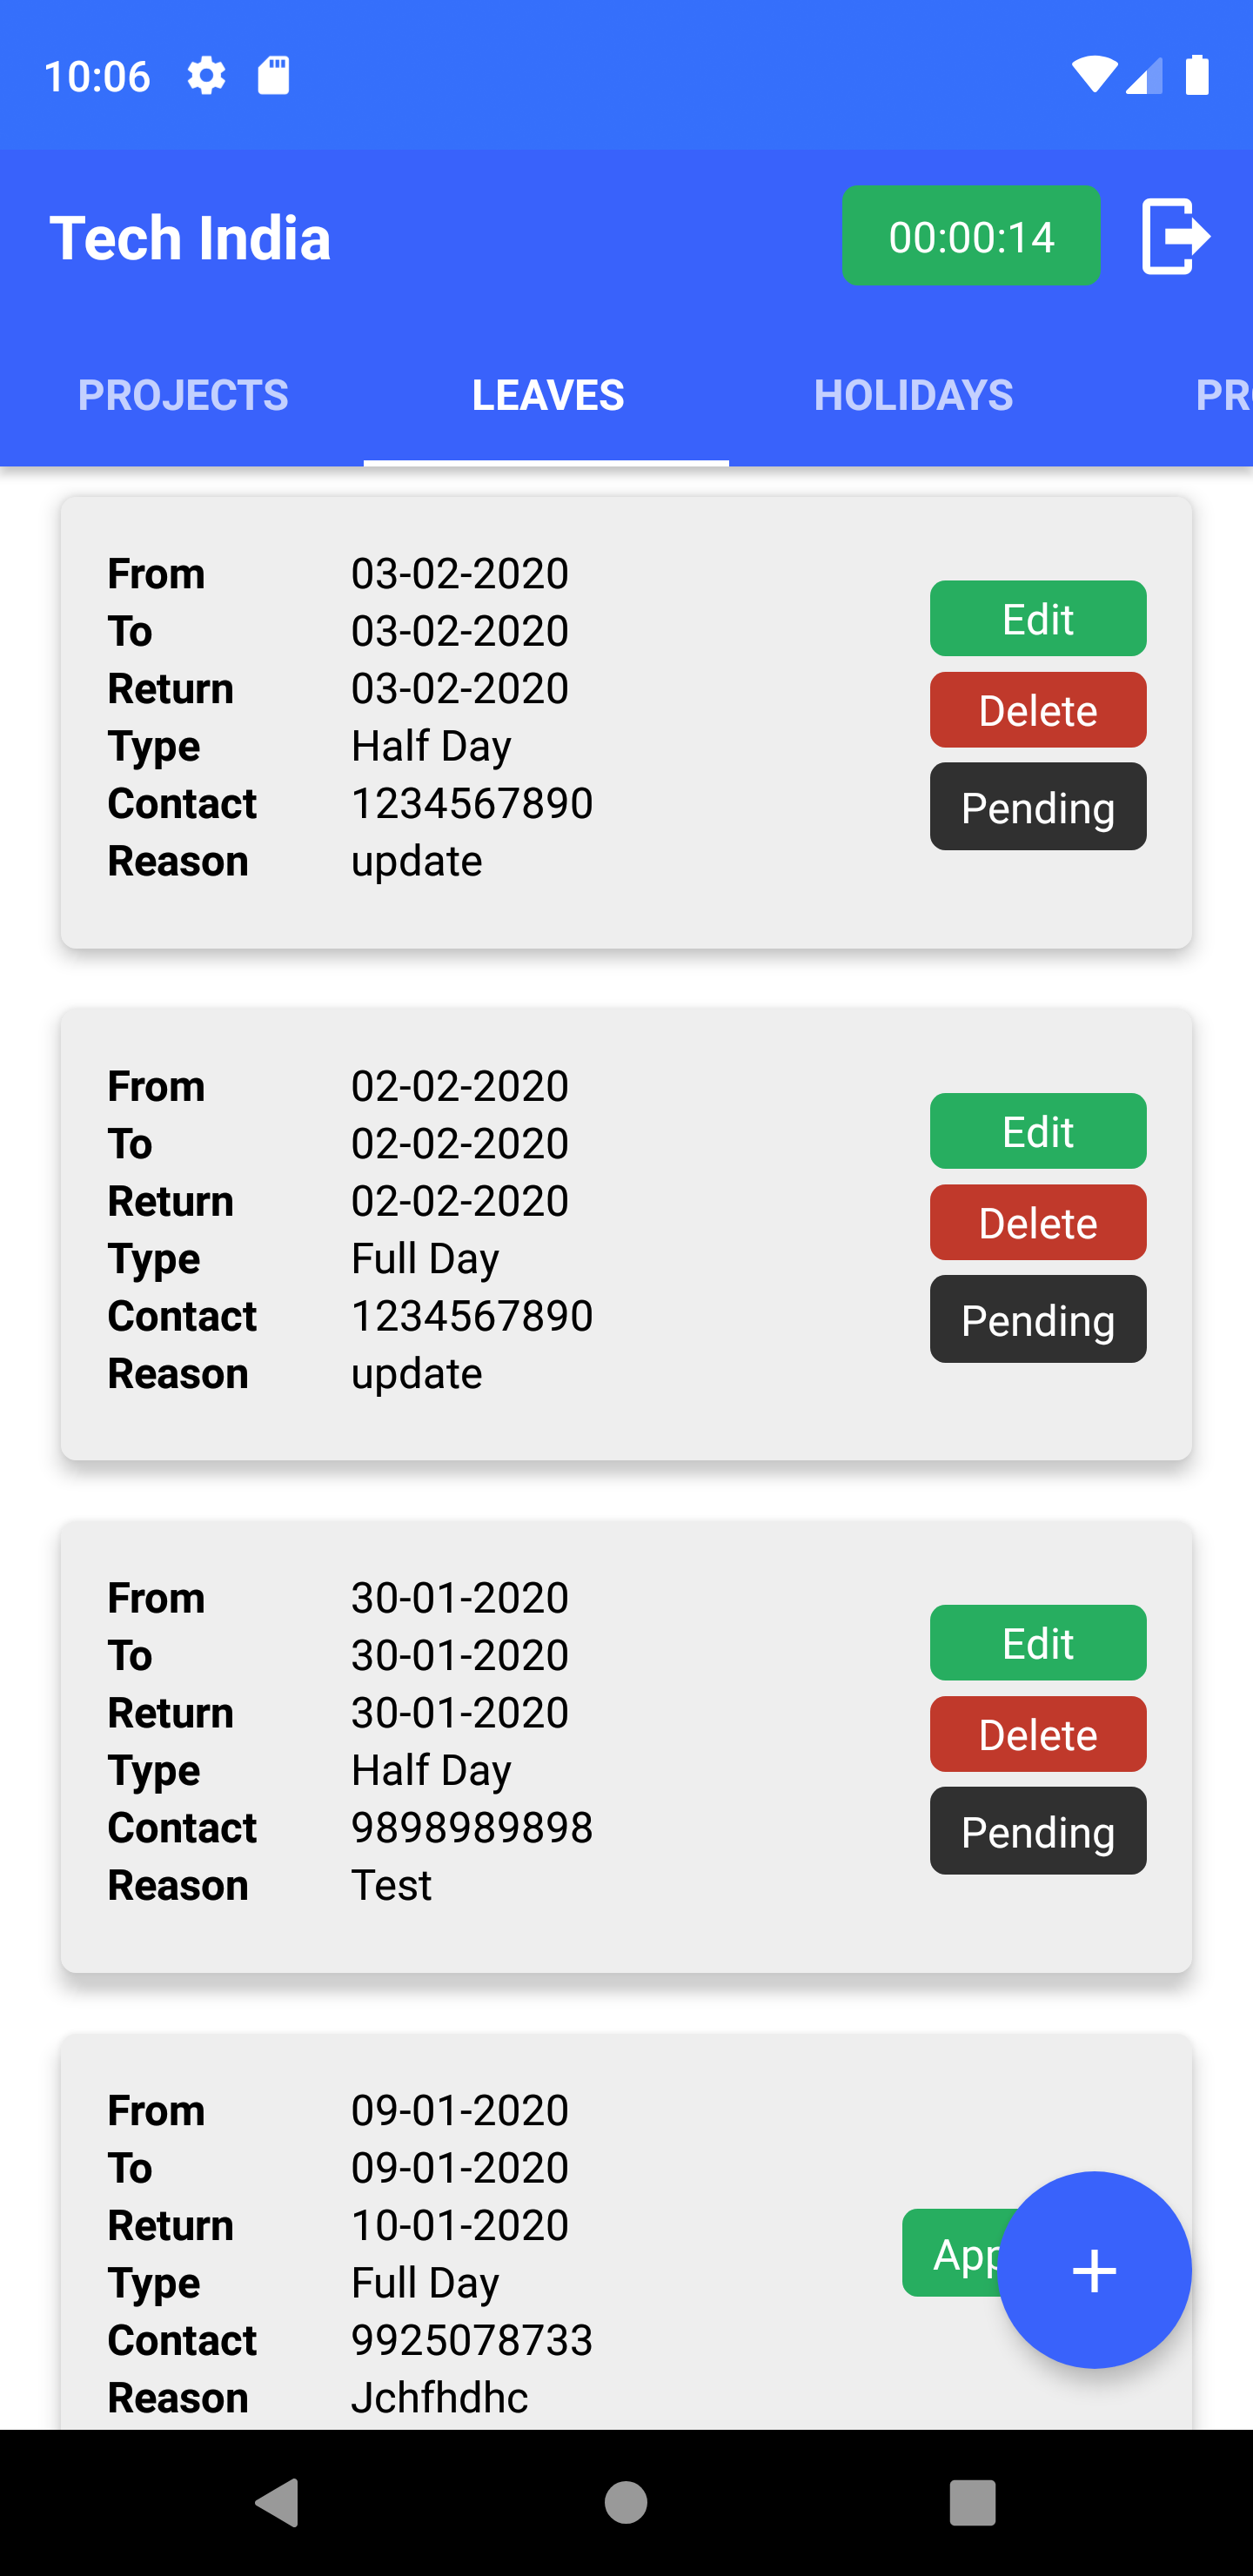 10:06
Tech India 00:00:14
PROJECTS LEAVES HOLIDAYS
From 03-02-2020
To 03-02-2020
Return 03-02-2020
Type Half Day
Contact 1234567890
Reason update
Edit
Delete
Pending
From 02-02-2020
To 02-02-2020
Return 02-02-2020
Type Full Day
Contact 1234567890
Reason update
Edit
Delete
Pending
From 30-01-2020
To 30-01-2020
Return 30-01-2020
Type Half Day
Contact 9898989898
Reason Test
Edit
Delete
Pending
From 09-01-2020
To 09-01-2020
Return 10-01-2020
Type Full Day
Contact 9925078733
Reason Jchfhdhc
+